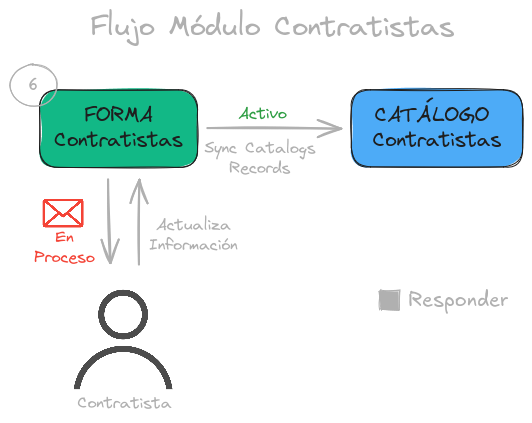 Flujo Módulo Contratistas
6
FORMA
Contratistas
Activo
Sync Catalogs
Records
CATÁLOGO
Contratistas
En
Proceso
Actualiza
Información
Responder
Contratista